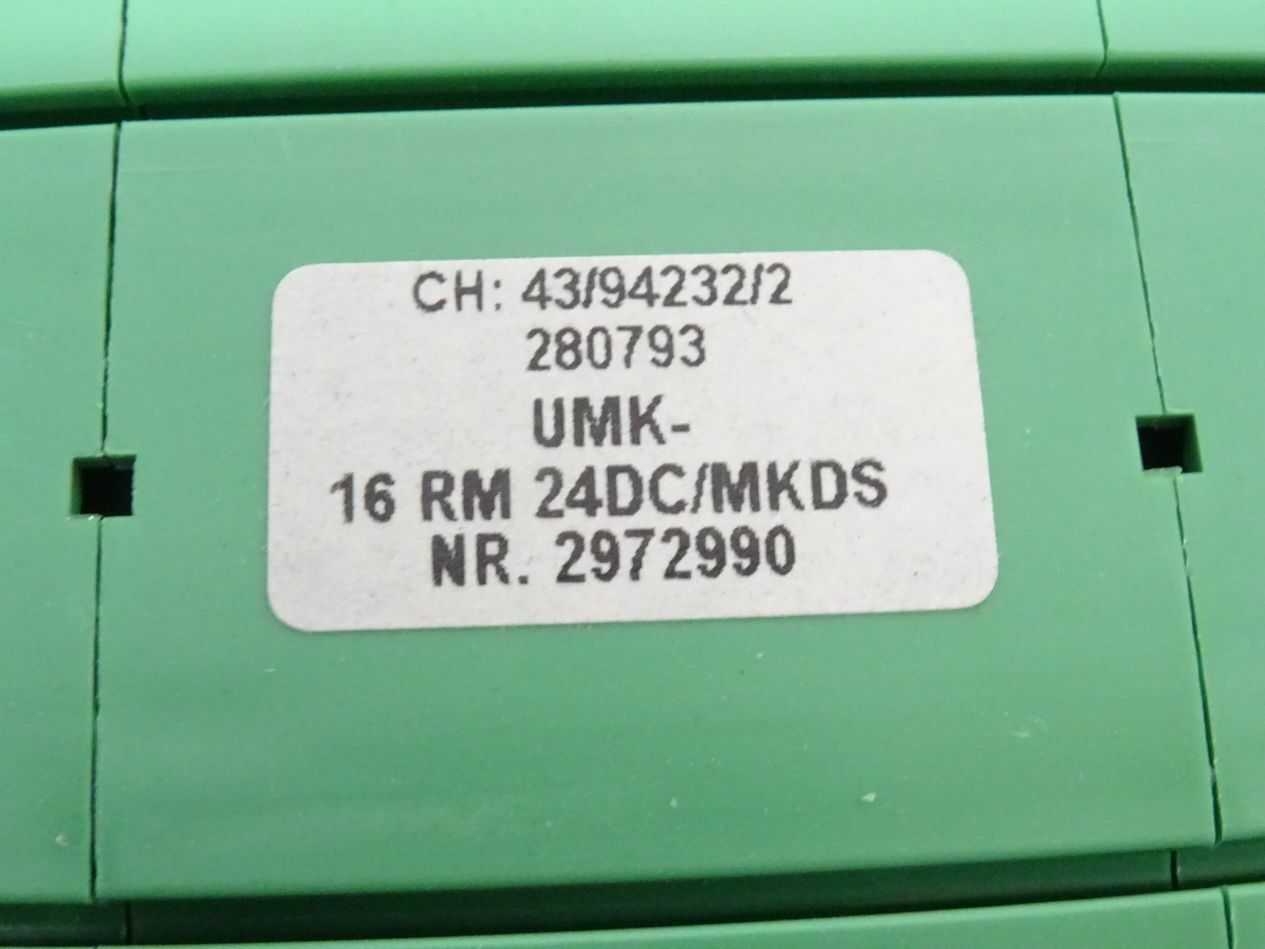 CH: 43/94232/2
280793
UMK-
16 RM 24DC/MKDS
NR. 2972990